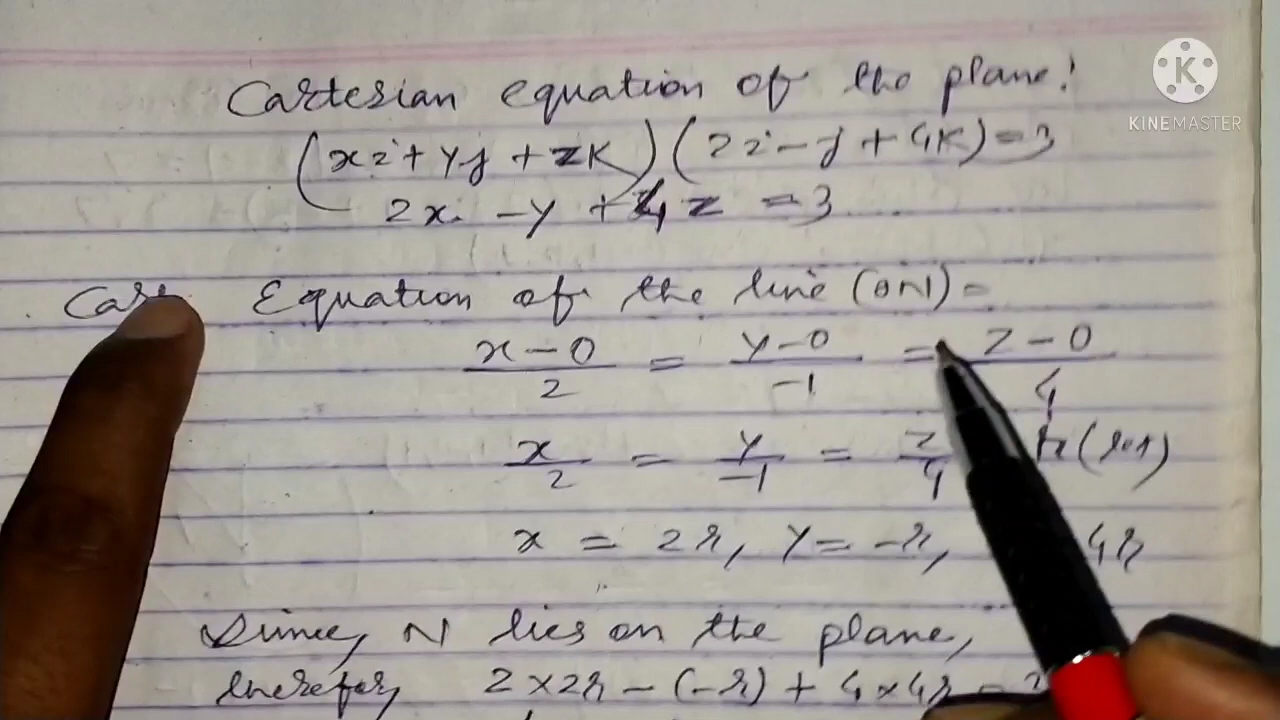 Cartesian equation of the plane:
KINEMASTER
(xi + yj + zk) (2i - j + 4k) = 3
2x - y + 4z = 3
Equation of the line (ON) =
x - 0 / 2 = y - 0 / -1 = z - 0 / 4
x / 2 = y / -1 = z / 4
x = 2r, y = -r, 4r
Since, N lies on the plane,
therefor, 2 × 2r - (-r) + 4 × 4r